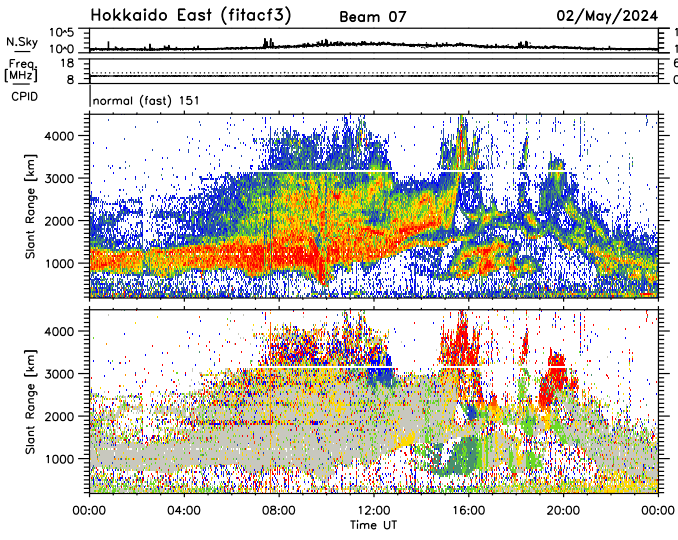 Hokkaido East (fitacf3) Beam 07 02/May/2024
N.Sky 10^5 10^0 1 1
Freq. [MHz] 18 8 6 0
CPID normal (fast) 151
Slant Range [km] 4000 3000 2000 1000
Slant Range [km] 4000 3000 2000 1000
00:00 04:00 08:00 12:00 16:00 20:00 00:00
Time UT